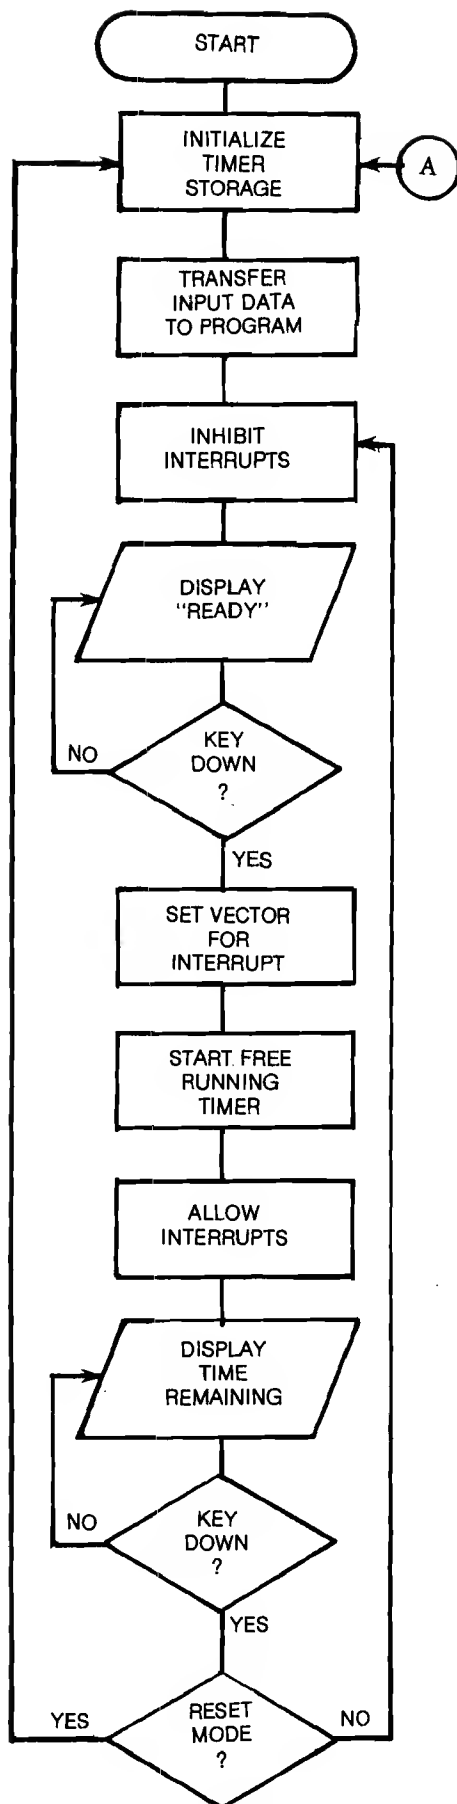 START
INITIALIZE
TIMER
STORAGE
A
TRANSFER
INPUT DATA
TO PROGRAM
INHIBIT
INTERRUPTS
DISPLAY
"READY"
KEY
DOWN
?
NO
YES
SET VECTOR
FOR
INTERRUPT
START FREE
RUNNING
TIMER
ALLOW
INTERRUPTS
DISPLAY
TIME
REMAINING
KEY
DOWN
?
NO
YES
RESET
MODE
?
YES
NO